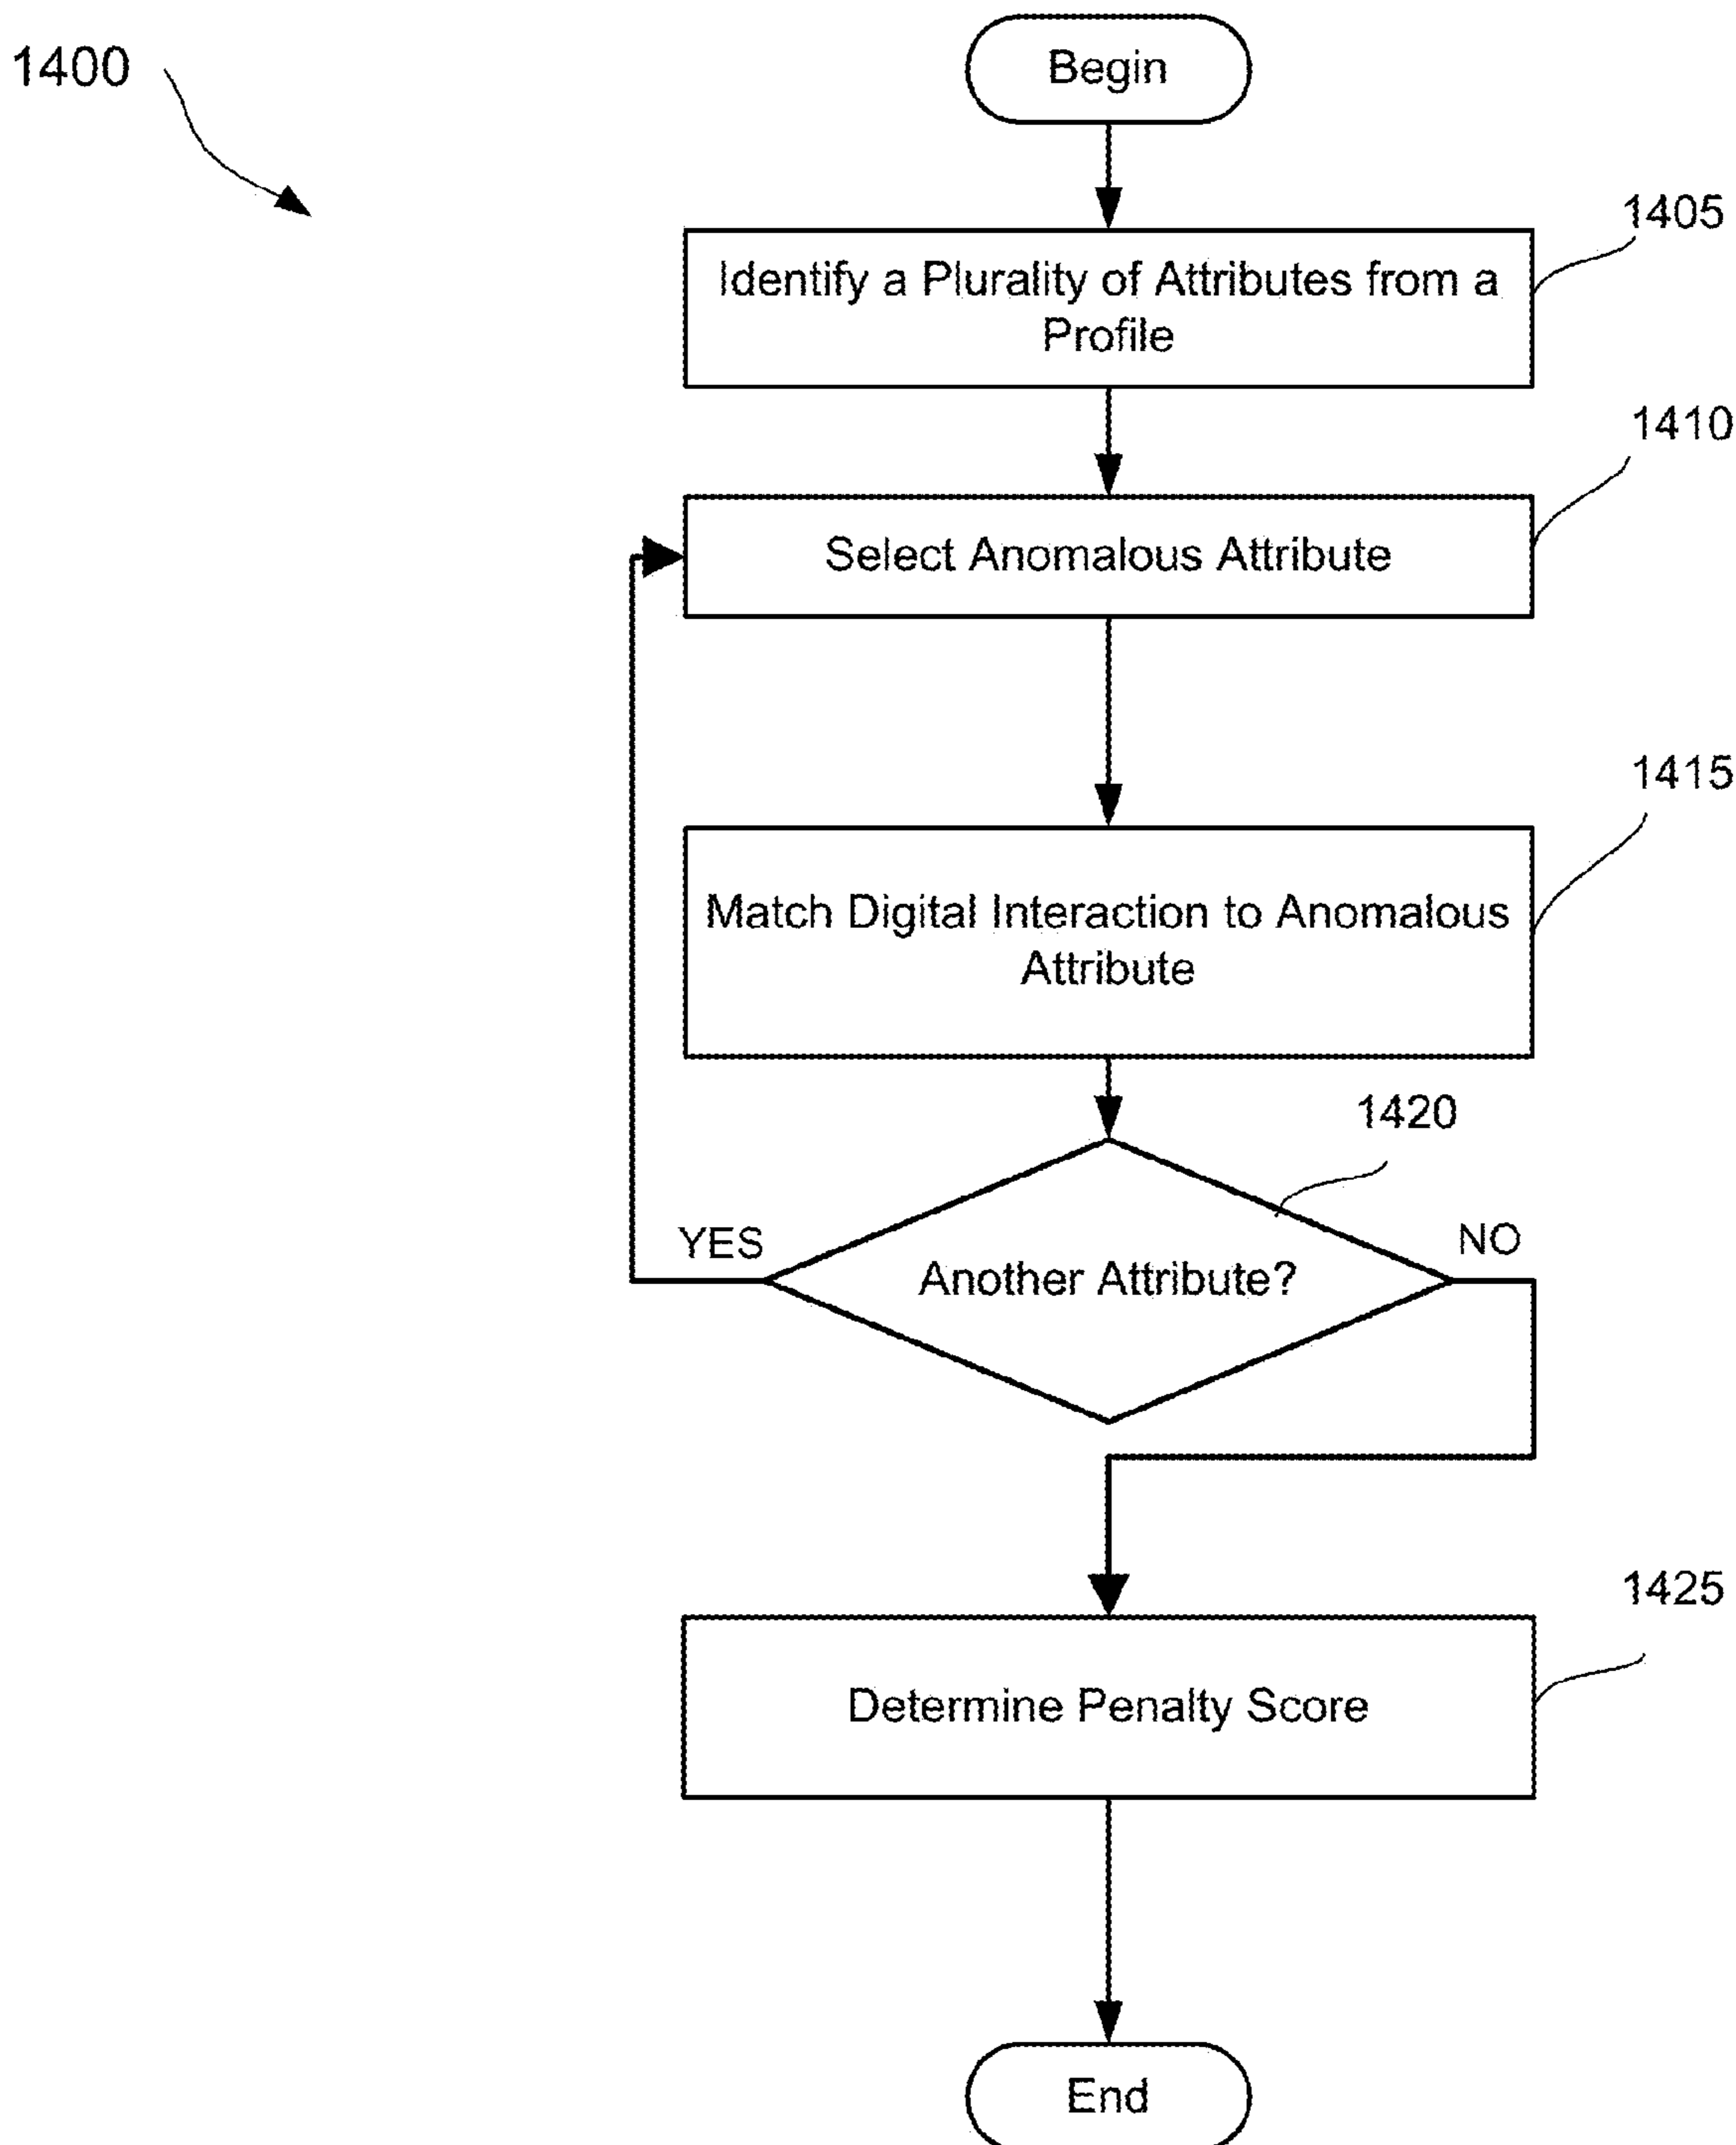 1400
Begin
1405
Identify a Plurality of Attributes from a
Profile
1410
Select Anomalous Attribute
1415
Match Digital Interaction to Anomalous
Attribute
1420
YES
NO
Another Attribute?
1425
Determine Penalty Score
End